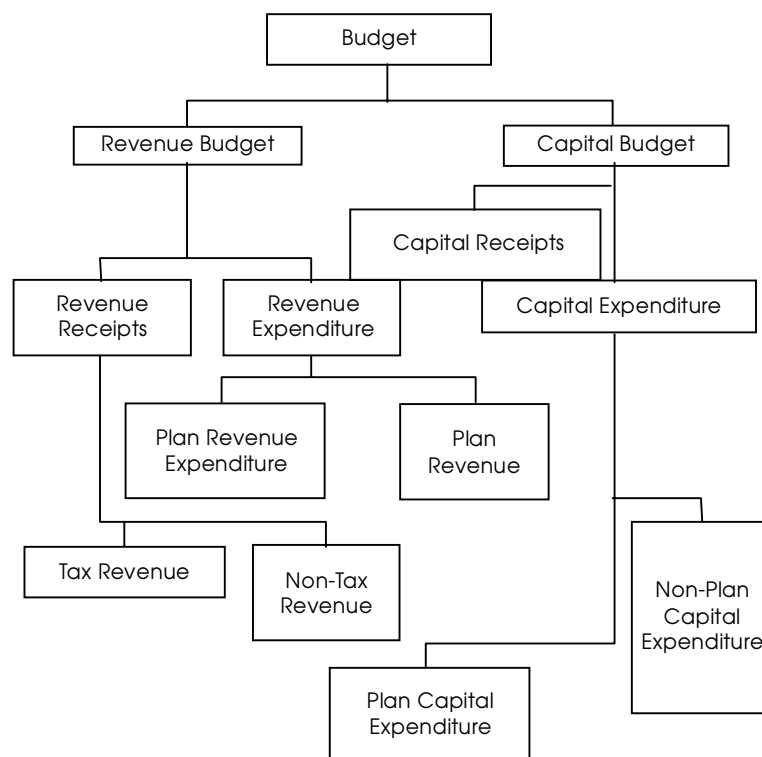 Budget
Revenue Budget
Capital Budget
Capital Receipts
Revenue
Receipts
Revenue
Expenditure
Capital Expenditure
Plan Revenue
Expenditure
Plan
Revenue
Tax Revenue
Non-Tax
Revenue
Non-Plan
Capital
Expenditure
Plan Capital
Expenditure